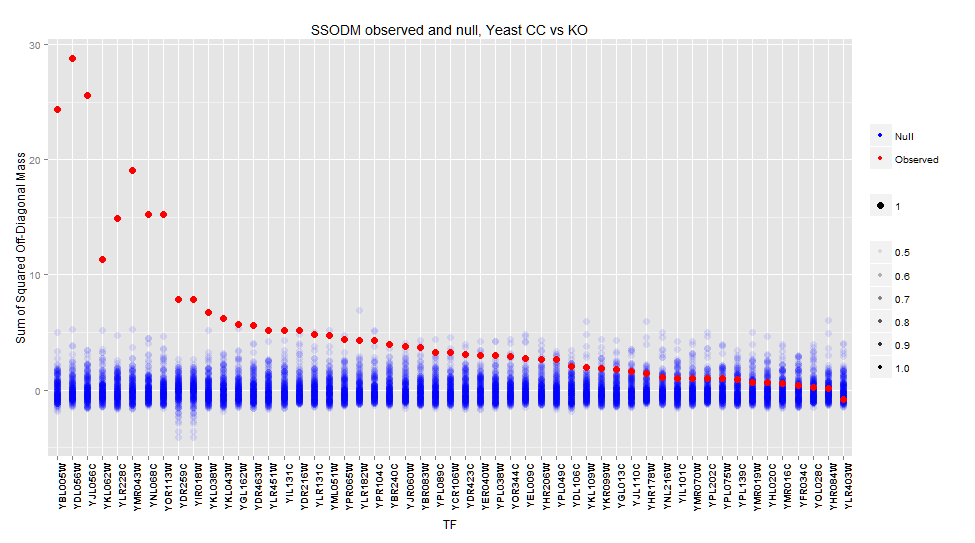 SSODM observed and null, Yeast CC vs KO
Sum of Squared Off-Diagonal Mass
30
20
10
0
YBL005W
YDL056W
YJL056C
YKL062W
YLR228C
YMR043W
YNL068C
YOR113W
YDR259C
YIR018W
YKL038W
YKL043W
YGL162W
YDR463W
YLR451W
YIL131C
YDR216W
YLR131C
YML051W
YPR065W
YLR182W
YPR104C
YBR240C
YJR060W
YBR083W
YPL089C
YCR106W
YDR423C
YER040W
YPL038W
YOR344C
YEL009C
YHR206W
YPL049C
YDL106C
YKL109W
YKR099W
YGL013C
YJL110C
YHR178W
YNL216W
YIL101C
YMR070W
YPL202C
YPL075W
YPL139C
YMR019W
YHL020C
YMR016C
YFR034C
YOL028C
YHR084W
YLR403W
TF
Null
Observed
1
0.5
0.6
0.7
0.8
0.9
1.0